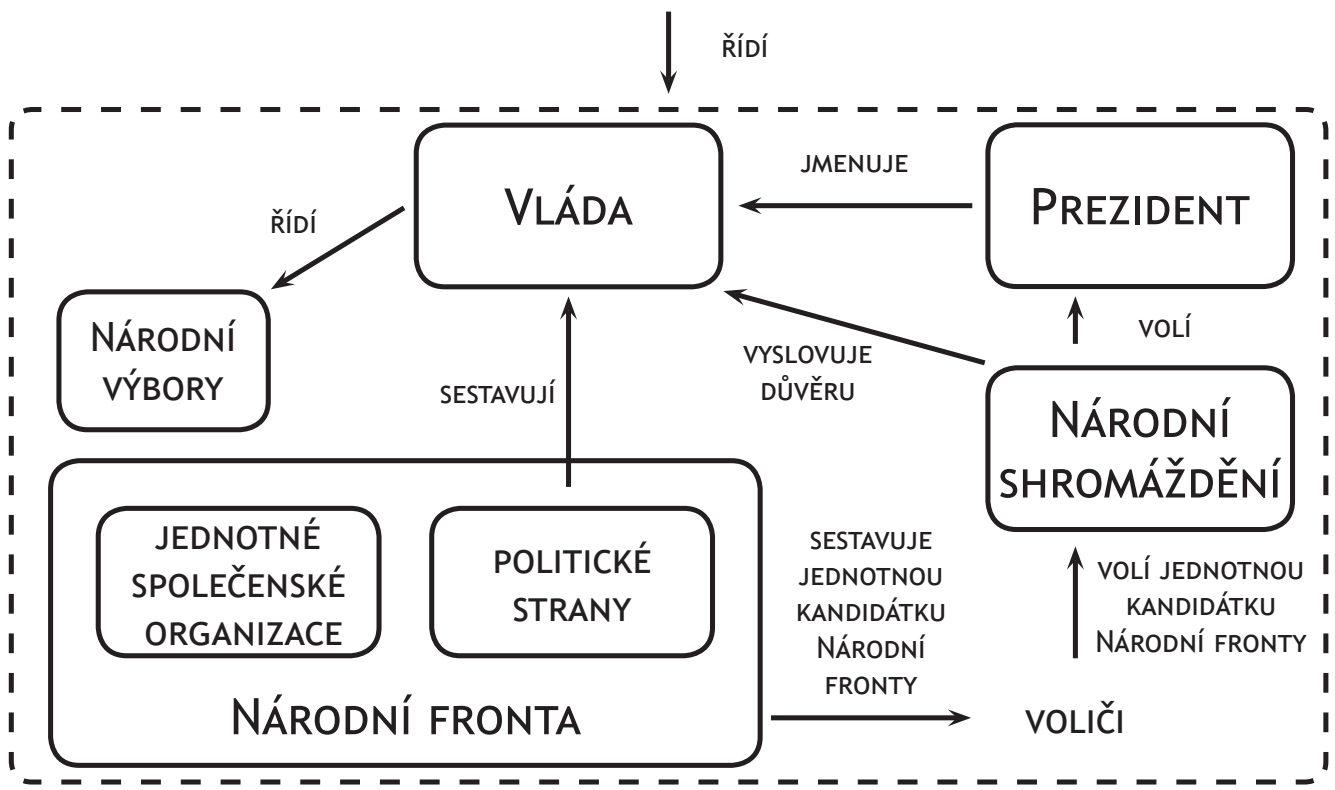 řídí
Vláda
jmenuje
Prezident
řídí
Národní
výbory
sestavují
vyslovuje
důvěru
volí
Národní
shromáždění
jednotné
společenské
organizace
politické
strany
Národní fronta
sestavuje
jednotnou
kandidátku
Národní
fronty
volí jednotnou
kandidátku
Národní fronty
voliči